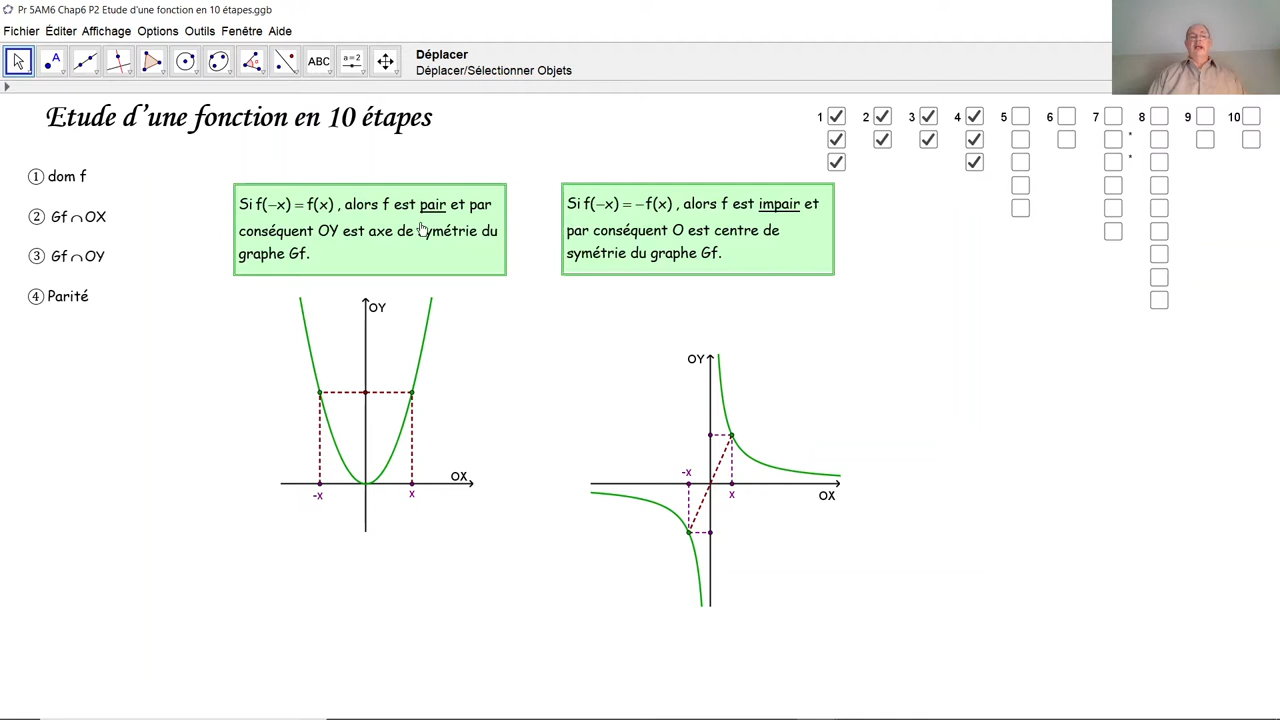 Pr 5AM6 Chap6 P2 Etude d'une fonction en 10 étapes.ggb
Fichier Éditer Affichage Options Outils Fenêtre Aide
A ABC a=2 Déplacer
Déplacer/Sélectionner Objets
Etude d'une fonction en 10 étapes
1 2 3 4 5 6 7 8 9 10
*
*
① dom f
② Gf ∩ OX
③ Gf ∩ OY
④ Parité
Si f(−x) = f(x) , alors f est pair et par
conséquent OY est axe de symétrie du
graphe Gf.
Si f(−x) = −f(x) , alors f est impair et
par conséquent O est centre de
symétrie du graphe Gf.
OY
OX
-x x
OY
-x
x
OX